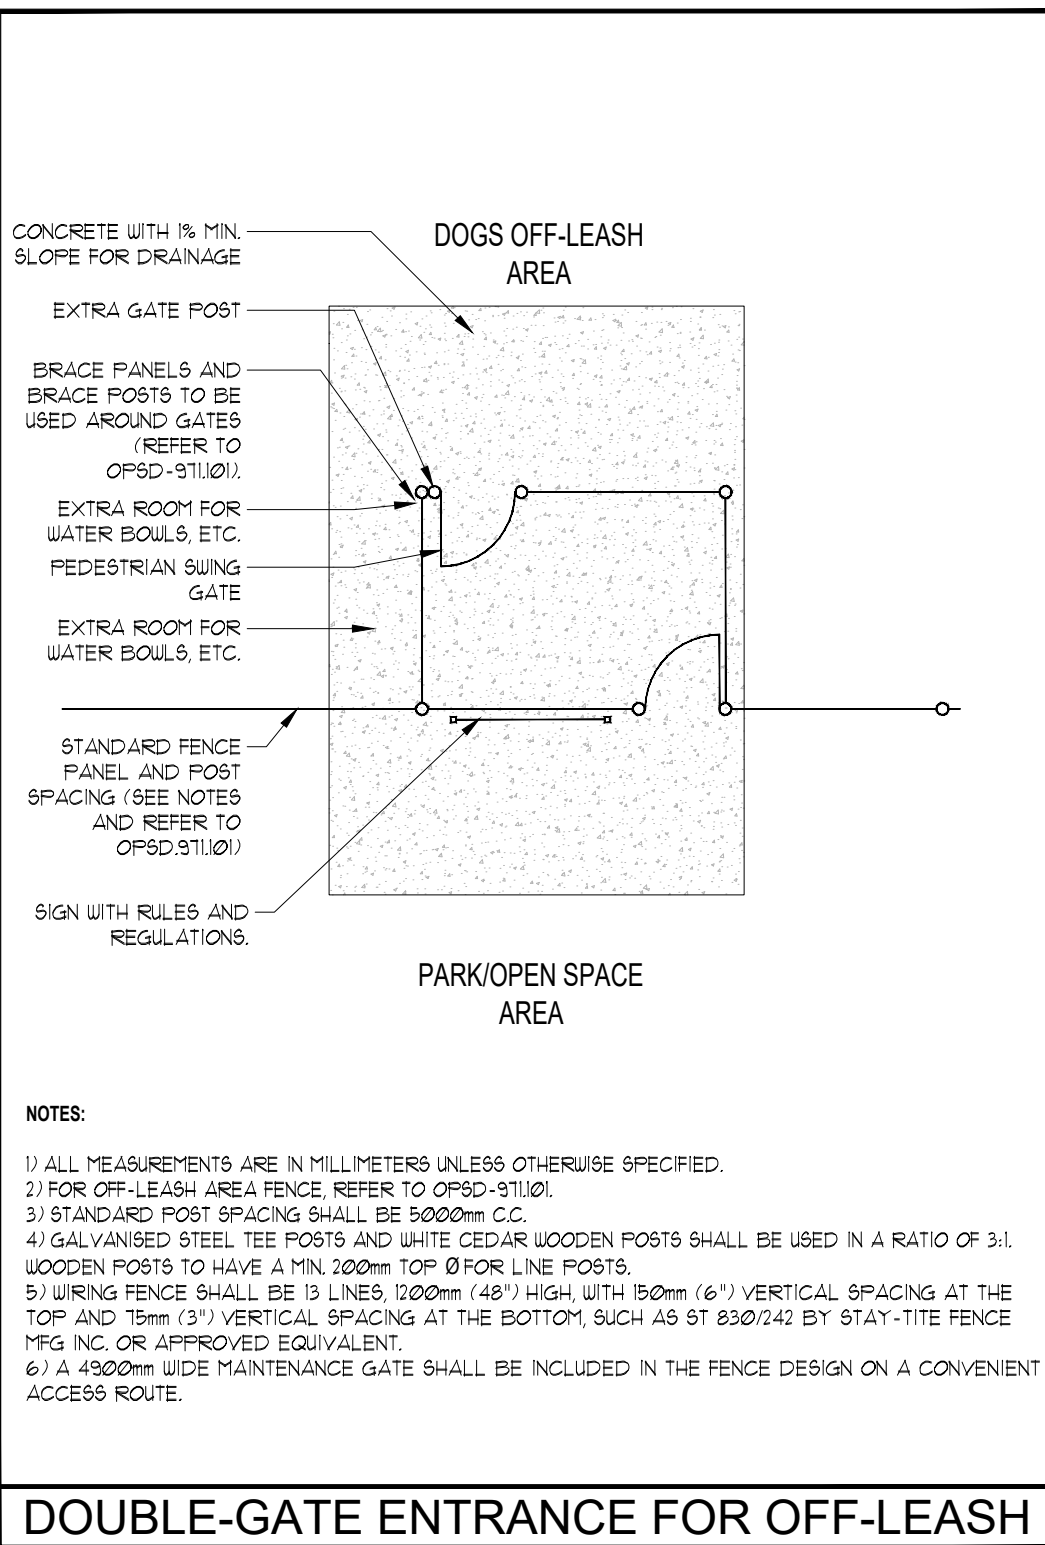 CONCRETE WITH 1% MIN.
SLOPE FOR DRAINAGE
DOGS OFF-LEASH
AREA
EXTRA GATE POST
BRACE PANELS AND
BRACE POSTS TO BE
USED AROUND GATES
(REFER TO
OPSD-971.101).
EXTRA ROOM FOR
WATER BOWLS, ETC.
PEDESTRIAN SWING
GATE
EXTRA ROOM FOR
WATER BOWLS, ETC.
STANDARD FENCE
PANEL AND POST
SPACING (SEE NOTES
AND REFER TO
OPSD.971.101)
SIGN WITH RULES AND
REGULATIONS.
PARK/OPEN SPACE
AREA
NOTES:
1) ALL MEASUREMENTS ARE IN MILLIMETERS UNLESS OTHERWISE SPECIFIED.
2) FOR OFF-LEASH AREA FENCE, REFER TO OPSD-971.101.
3) STANDARD POST SPACING SHALL BE 5000mm C.C.
4) GALVANISED STEEL TEE POSTS AND WHITE CEDAR WOODEN POSTS SHALL BE USED IN A RATIO OF 3:1.
WOODEN POSTS TO HAVE A MIN. 200mm TOP Ø FOR LINE POSTS.
5) WIRING FENCE SHALL BE 13 LINES, 1200mm (48") HIGH, WITH 150mm (6") VERTICAL SPACING AT THE
TOP AND 75mm (3") VERTICAL SPACING AT THE BOTTOM, SUCH AS ST 830/242 BY STAY-TITE FENCE
MFG INC. OR APPROVED EQUIVALENT.
6) A 4900mm WIDE MAINTENANCE GATE SHALL BE INCLUDED IN THE FENCE DESIGN ON A CONVENIENT
ACCESS ROUTE.
DOUBLE-GATE ENTRANCE FOR OFF-LEASH